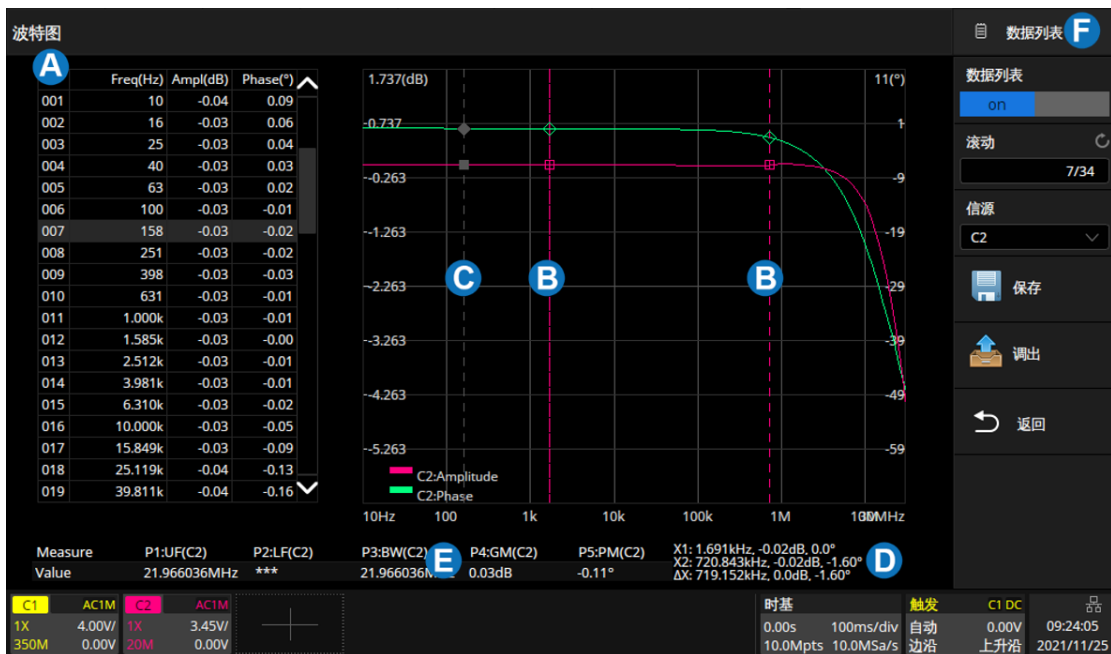 波特图
数据列表 F
A
Freq(Hz) Ampl(dB) Phase(°)
001 10 -0.04 0.09
002 16 -0.03 0.06
003 25 -0.03 0.04
004 40 -0.03 0.03
005 63 -0.03 0.02
006 100 -0.03 -0.01
007 158 -0.03 -0.02
008 251 -0.03 -0.02
009 398 -0.03 -0.03
010 631 -0.03 -0.01
011 1.000k -0.03 -0.01
012 1.585k -0.03 -0.00
013 2.512k -0.03 -0.01
014 3.981k -0.03 -0.01
015 6.310k -0.03 -0.02
016 10.000k -0.03 -0.05
017 15.849k -0.03 -0.09
018 25.119k -0.04 -0.13
019 39.811k -0.04 -0.16
1.737(dB) 11(°)
-0.737 1
-0.263 -9
-1.263 -19
C B B
-2.263 -29
-3.263 -39
-4.263 -49
-5.263 -59
C2:Amplitude
C2:Phase
10Hz 100 1k 10k 100k 1M MHz
数据列表
on
滚动
7/34
信源
C2
保存
调出
返回
Measure P1:UF(C2) P2:LF(C2) P3:BW(C2) P4:GM(C2) P5:PM(C2)
Value 21.966036MHz *** 21.966036M E 0.03dB -0.11°
X1: 1.691kHz, -0.02dB, 0.0°
X2: 720.843kHz, -0.02dB, -1.60°
ΔX: 719.152kHz, 0.0dB, -1.60°
D
C1 AC1M
1X 4.00V/
350M 0.00V
C2 AC1M
1X 3.45V/
20M 0.00V
时基
0.00s 100ms/div
10.0Mpts 10.0MSa/s
触发 C1 DC
自动 0.00V
边沿 上升沿
09:24:05
2021/11/25